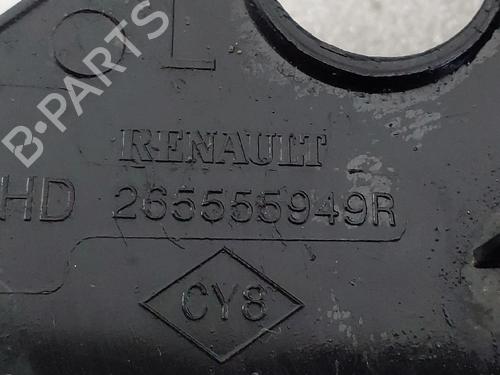 L
B-PARTS
RENAULT
HD 265555949R
CY8